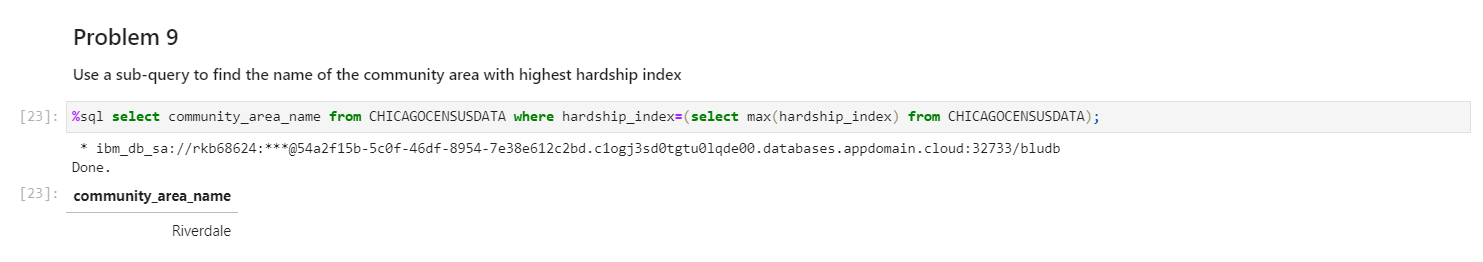 Problem 9
Use a sub-query to find the name of the community area with highest hardship index
[23]: %sql select community_area_name from CHICAGOCENSUSDATA where hardship_index=(select max(hardship_index) from CHICAGOCENSUSDATA);
* ibm_db_sa://rkb68624:***@54a2f15b-5c0f-46df-8954-7e38e612c2bd.c1ogj3sd0tgtu0lqde00.databases.appdomain.cloud:32733/bludb
Done.
[23]: community_area_name
Riverdale